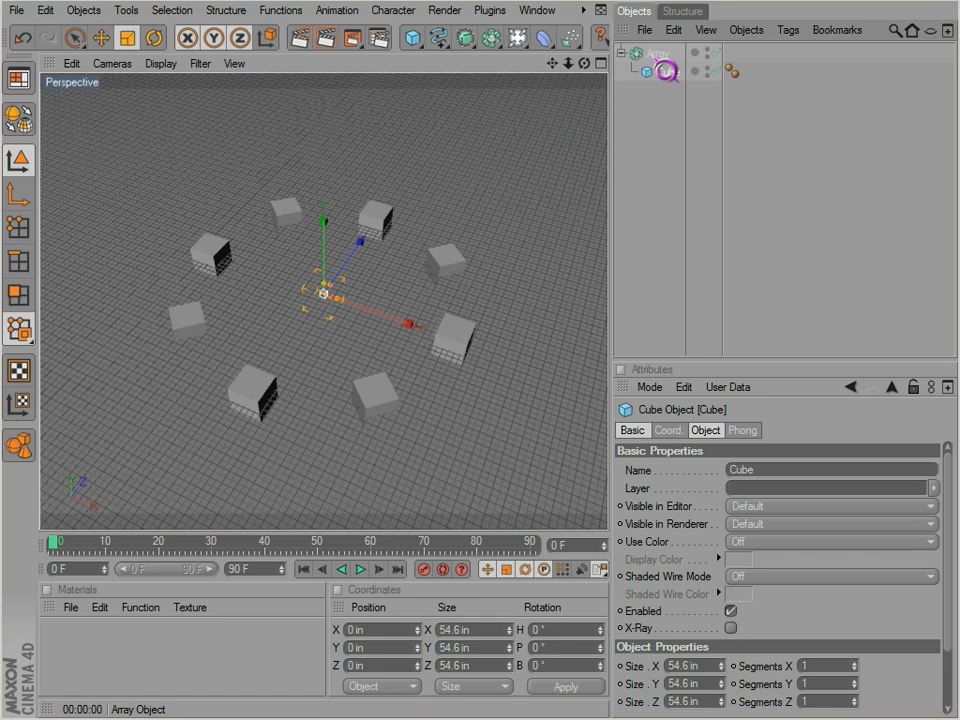 File Edit Objects Tools Selection Structure Functions Animation Character Render Plugins Window
Objects Structure
File Edit View Objects Tags Bookmarks
Edit Cameras Display Filter View
Perspective
Array
X Y Z
Y
Z
X
Attributes
Mode Edit User Data
Cube Object [Cube]
Basic Coord. Object Phong
Basic Properties
Name Cube
Layer
Visible in Editor Default
Visible in Renderer Default
Use Color Off
Display Color
Shaded Wire Mode Off
Shaded Wire Color
Enabled
X-Ray
Object Properties
Size . X 54.6 in Segments X 1
Size . Y 54.6 in Segments Y 1
Size . Z 54.6 in Segments Z 1
0 10 20 30 40 50 60 70 80 90 0 F
0 F 0 F 90 F 90 F
Materials
File Edit Function Texture
Coordinates
Position Size Rotation
X 0 in X 54.6 in H 0 °
Y 0 in Y 54.6 in P 0 °
Z 0 in Z 54.6 in B 0 °
Object Size Apply
MAXON
CINEMA 4D
00:00:00 Array Object